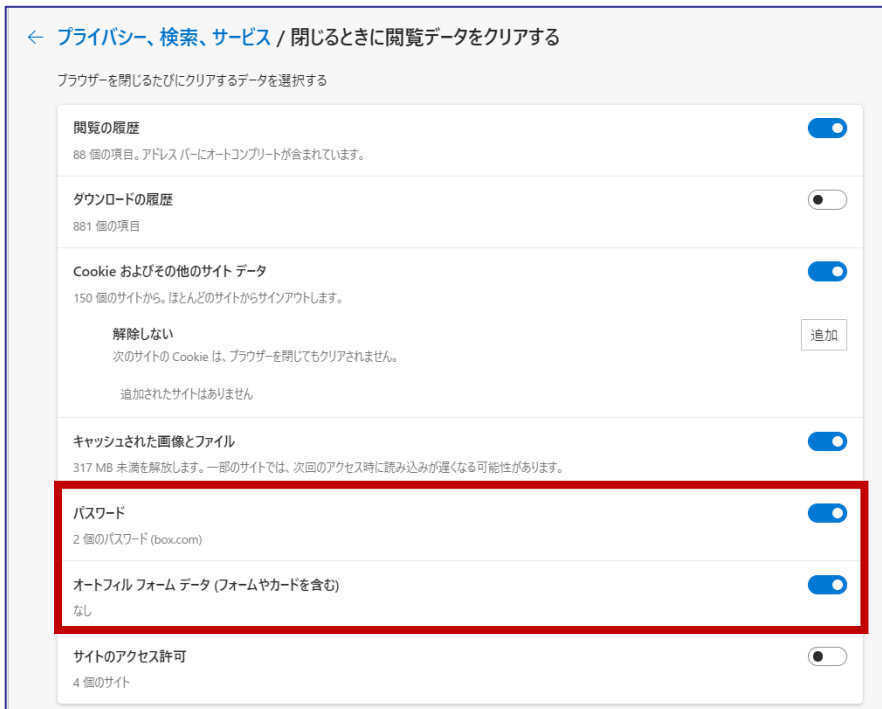 ← プライバシー、検索、サービス / 閉じるときに閲覧データをクリアする
ブラウザーを閉じるたびにクリアするデータを選択する
閲覧の履歴
88 個の項目。アドレス バーにオートコンプリートが含まれています。
ダウンロードの履歴
881 個の項目
Cookie およびその他のサイト データ
150 個のサイトから。ほとんどのサイトからサインアウトします。
解除しない
追加
次のサイトの Cookie は、ブラウザーを閉じてもクリアされません。
追加されたサイトはありません
キャッシュされた画像とファイル
317 MB 未満を解放します。一部のサイトでは、次回のアクセス時に読み込みが遅くなる可能性があります。
パスワード
2 個のパスワード (box.com)
オートフィル フォーム データ (フォームやカードを含む)
なし
サイトのアクセス許可
4 個のサイト